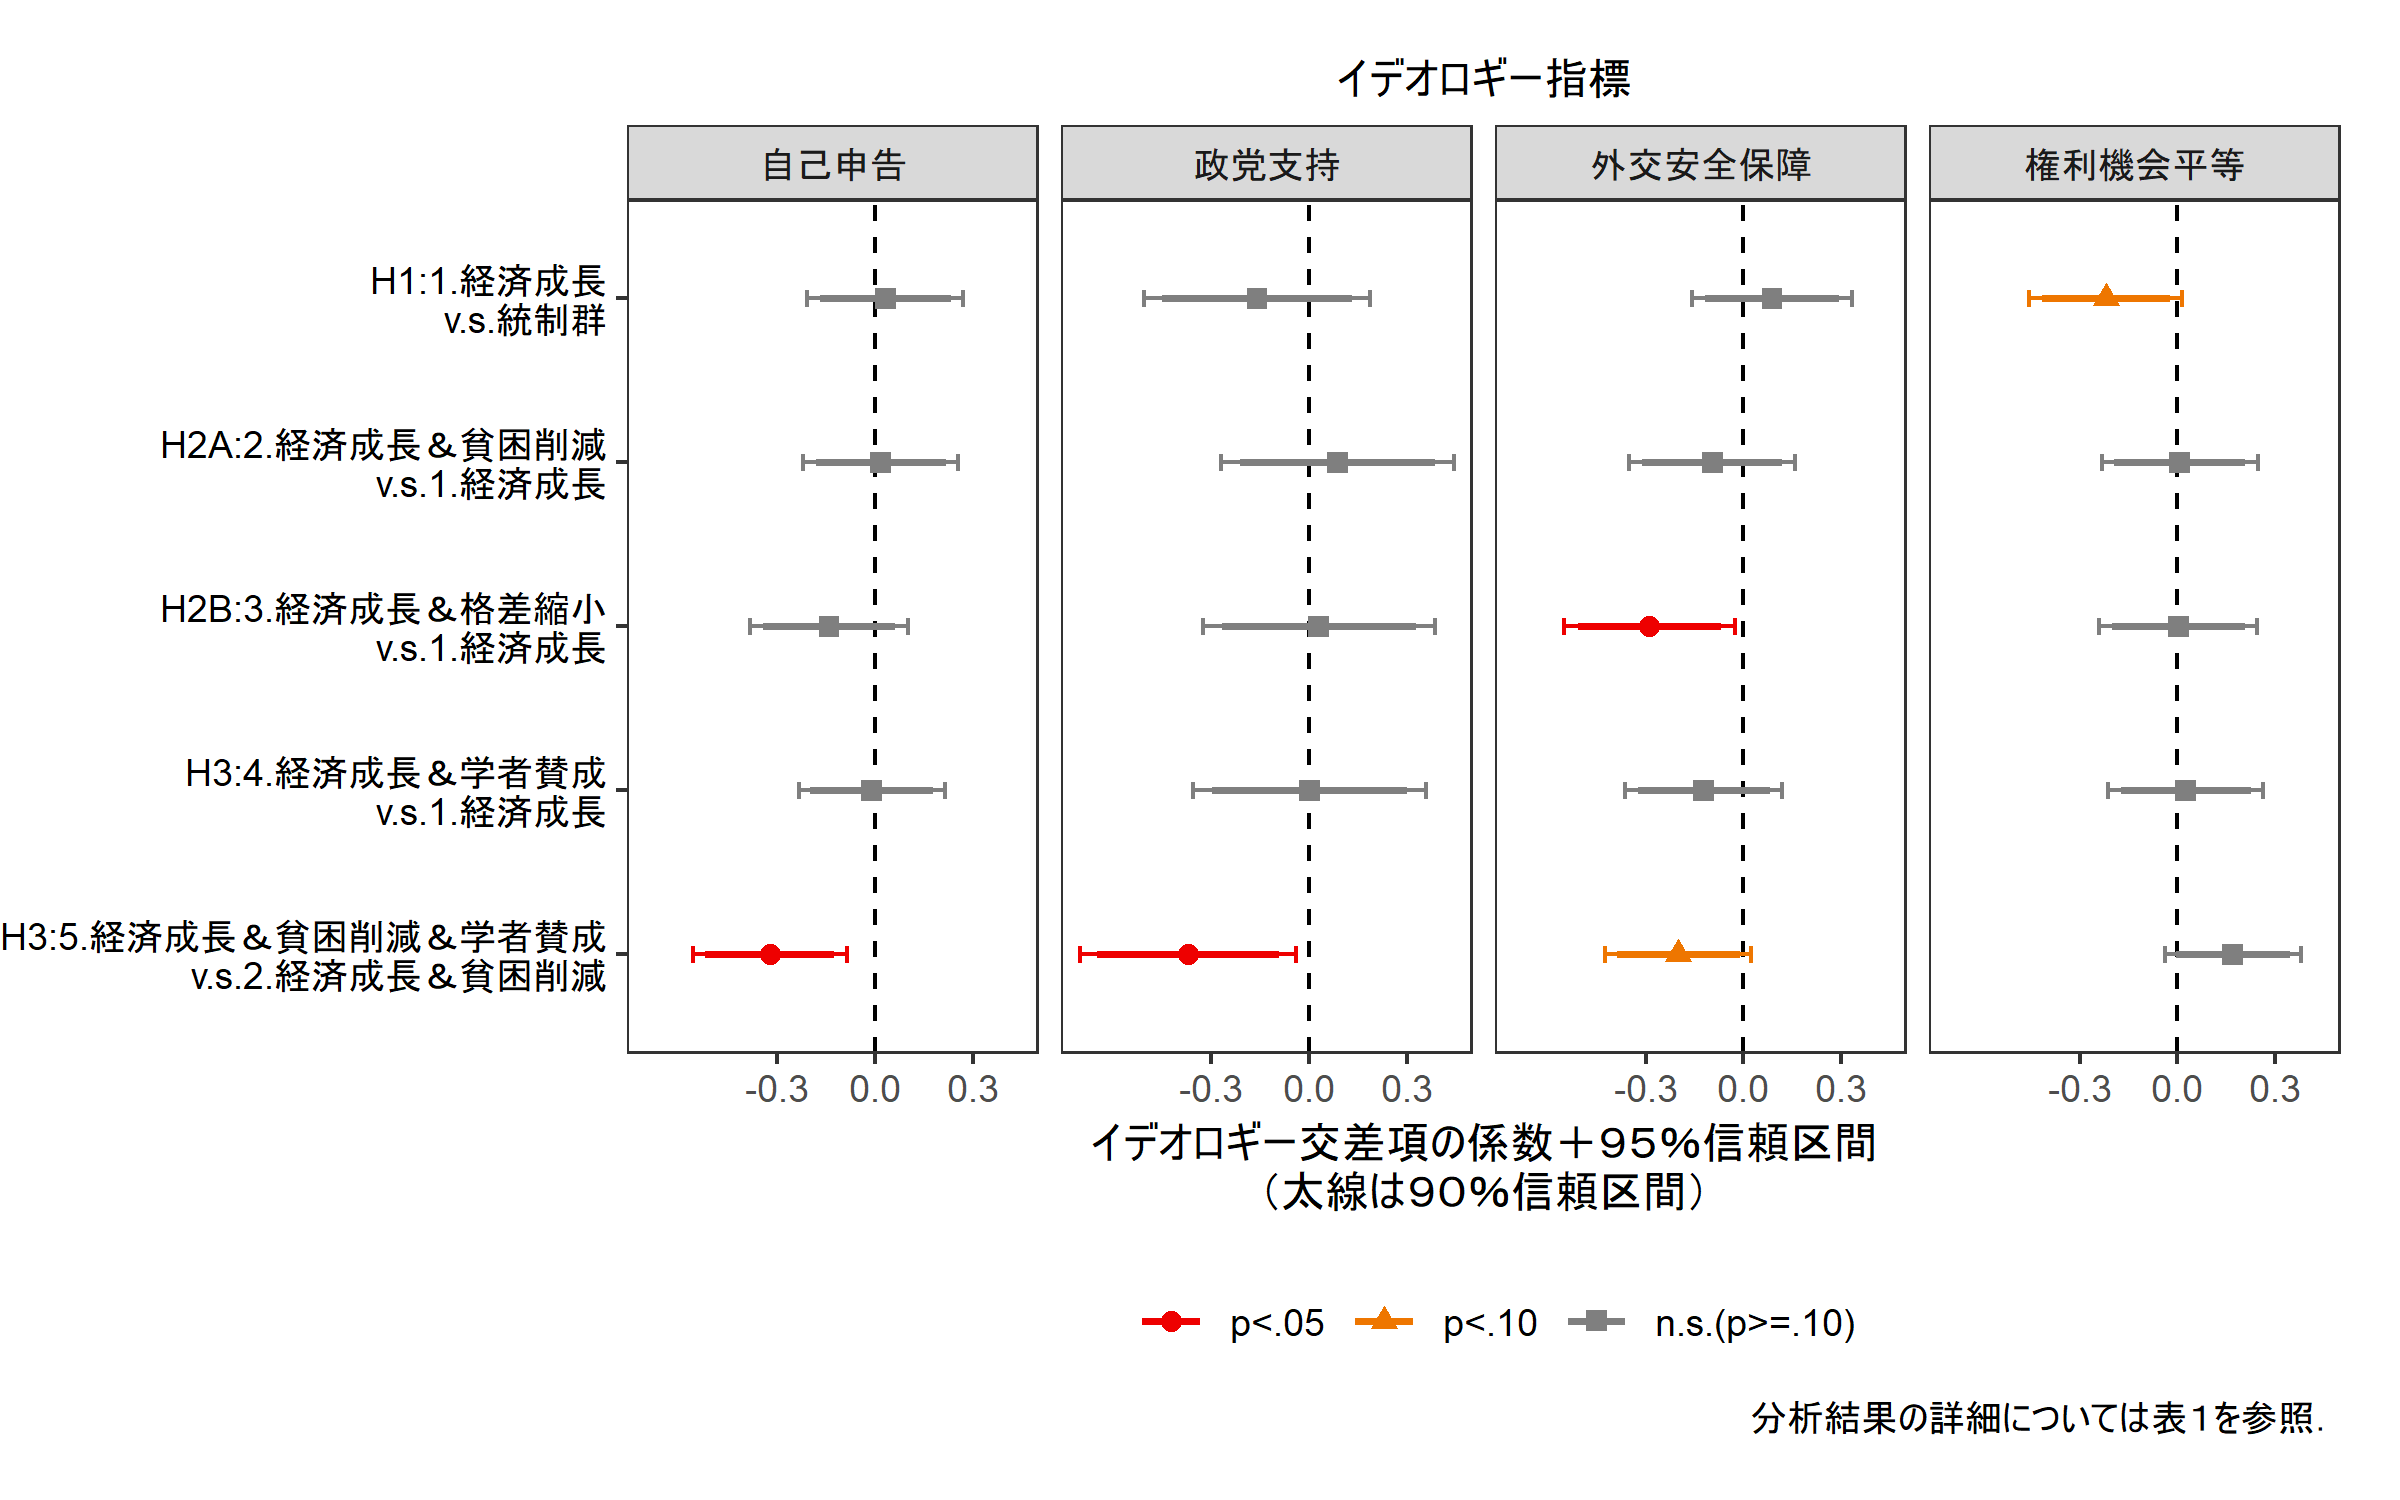 イデオロギー指標
自己申告
政党支持
外交安全保障
権利機会平等
H1:1.経済成長
v.s.統制群
H2A:2.経済成長＆貧困削減
v.s.1.経済成長
H2B:3.経済成長＆格差縮小
v.s.1.経済成長
H3:4.経済成長＆学者賛成
v.s.1.経済成長
H3:5.経済成長＆貧困削減＆学者賛成
v.s.2.経済成長＆貧困削減
-0.3 0.0 0.3
-0.3 0.0 0.3
-0.3 0.0 0.3
-0.3 0.0 0.3
イデオロギー交差項の係数＋９５％信頼区間
（太線は９０％信頼区間）
p<.05 p<.10 n.s.(p>=.10)
分析結果の詳細については表１を参照．